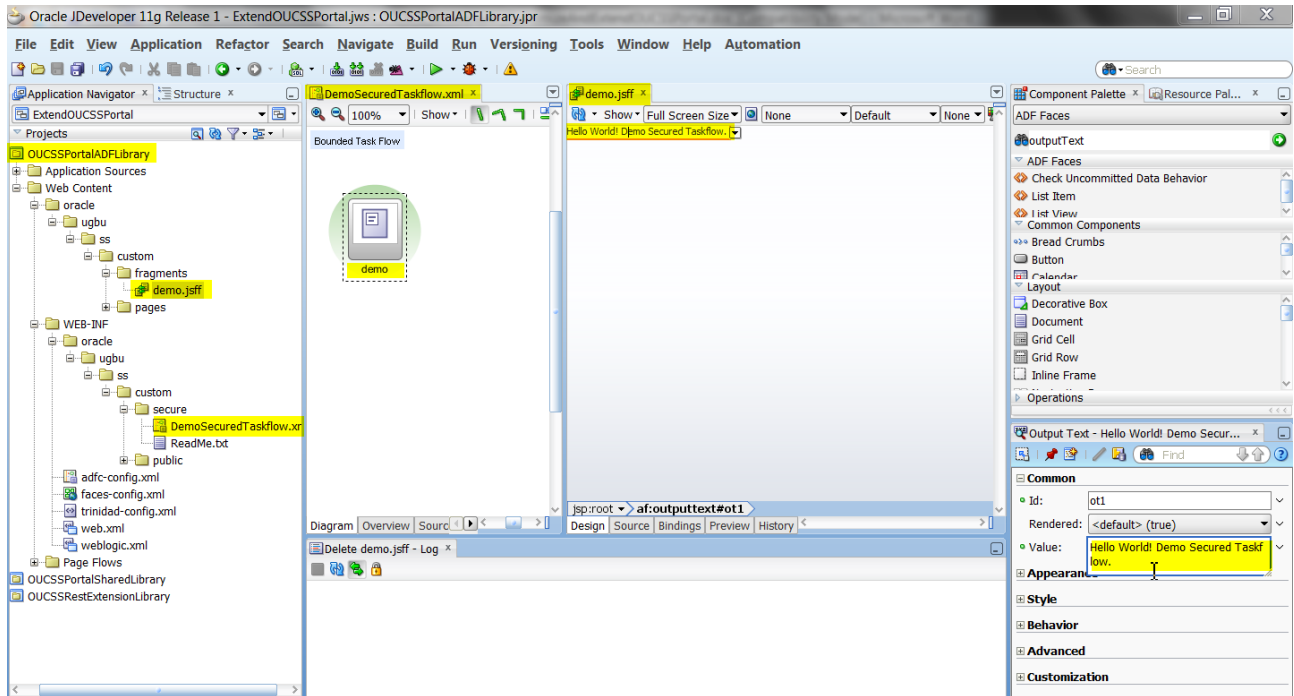 Oracle JDeveloper 11g Release 1 - ExtendOUCSSPortal.jws : OUCSSPortalADFLibrary.jpr
File Edit View Application Refactor Search Navigate Build Run Versioning Tools Window Help Automation
Search
Application Navigator
Structure
ExtendOUCSSPortal
Projects
OUCSSPortalADFLibrary
Application Sources
Web Content
oracle
ugbu
ss
custom
fragments
demo.jsff
pages
WEB-INF
oracle
ugbu
ss
custom
secure
DemoSecuredTaskflow.xr
ReadMe.txt
public
adfc-config.xml
faces-config.xml
trinidad-config.xml
web.xml
weblogic.xml
Page Flows
OUCSSPortalSharedLibrary
OUCSSRestExtensionLibrary
DemoSecuredTaskflow.xml
100% Show
Bounded Task Flow
demo
Diagram Overview Sourc
demo.jsff
Show Full Screen Size None Default None
Hello World! Demo Secured Taskflow.
jsp:root af:outputtext#ot1
Design Source Bindings Preview History
Delete demo.jsff - Log
Component Palette
Resource Pal...
ADF Faces
outputText
ADF Faces
Check Uncommitted Data Behavior
List Item
List View
Common Components
Bread Crumbs
Button
Calendar
Layout
Decorative Box
Document
Grid Cell
Grid Row
Inline Frame
Operations
Output Text - Hello World! Demo Secur...
Find
Common
Id: ot1
Rendered: <default> (true)
Value: Hello World! Demo Secured Taskf
low.
Appearance
Style
Behavior
Advanced
Customization